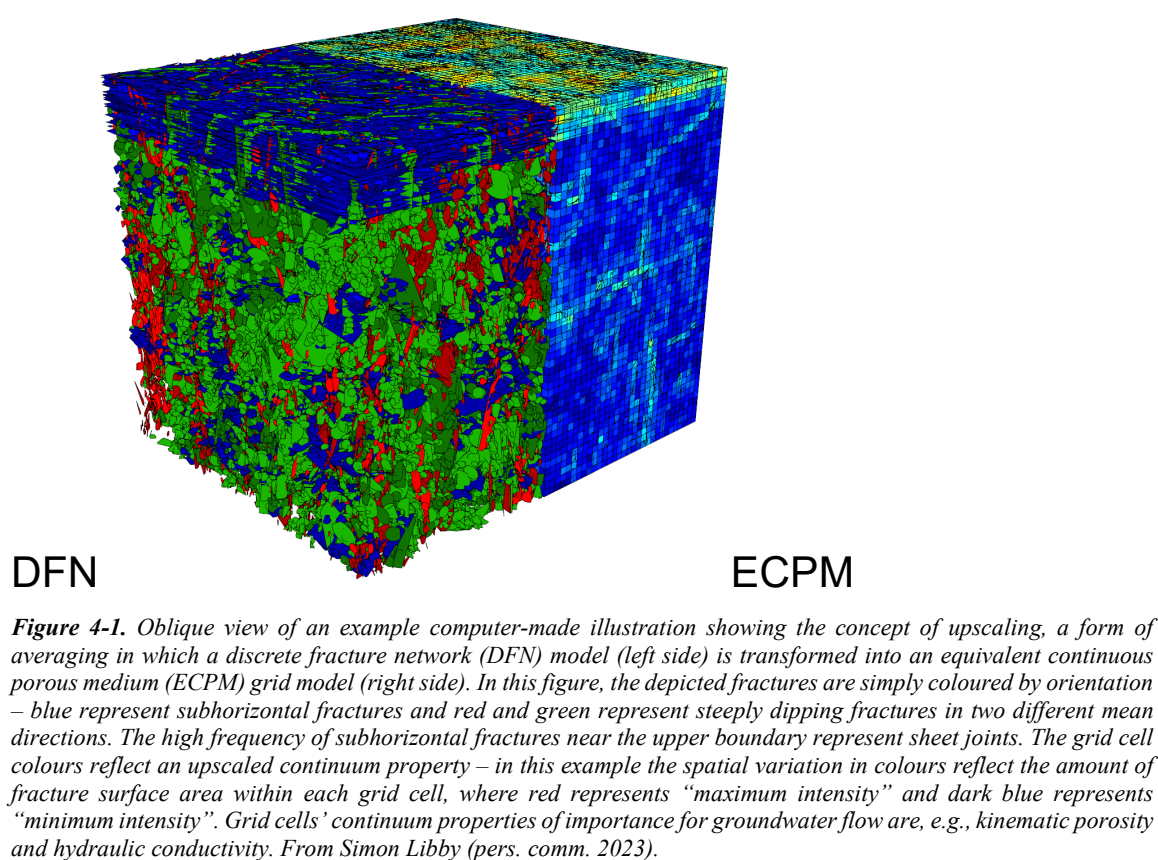 DFN
ECPM
Figure 4-1. Oblique view of an example computer-made illustration showing the concept of upscaling, a form of
averaging in which a discrete fracture network (DFN) model (left side) is transformed into an equivalent continuous
porous medium (ECPM) grid model (right side). In this figure, the depicted fractures are simply coloured by orientation
– blue represent subhorizontal fractures and red and green represent steeply dipping fractures in two different mean
directions. The high frequency of subhorizontal fractures near the upper boundary represent sheet joints. The grid cell
colours reflect an upscaled continuum property – in this example the spatial variation in colours reflect the amount of
fracture surface area within each grid cell, where red represents “maximum intensity” and dark blue represents
“minimum intensity”. Grid cells’ continuum properties of importance for groundwater flow are, e.g., kinematic porosity
and hydraulic conductivity. From Simon Libby (pers. comm. 2023).